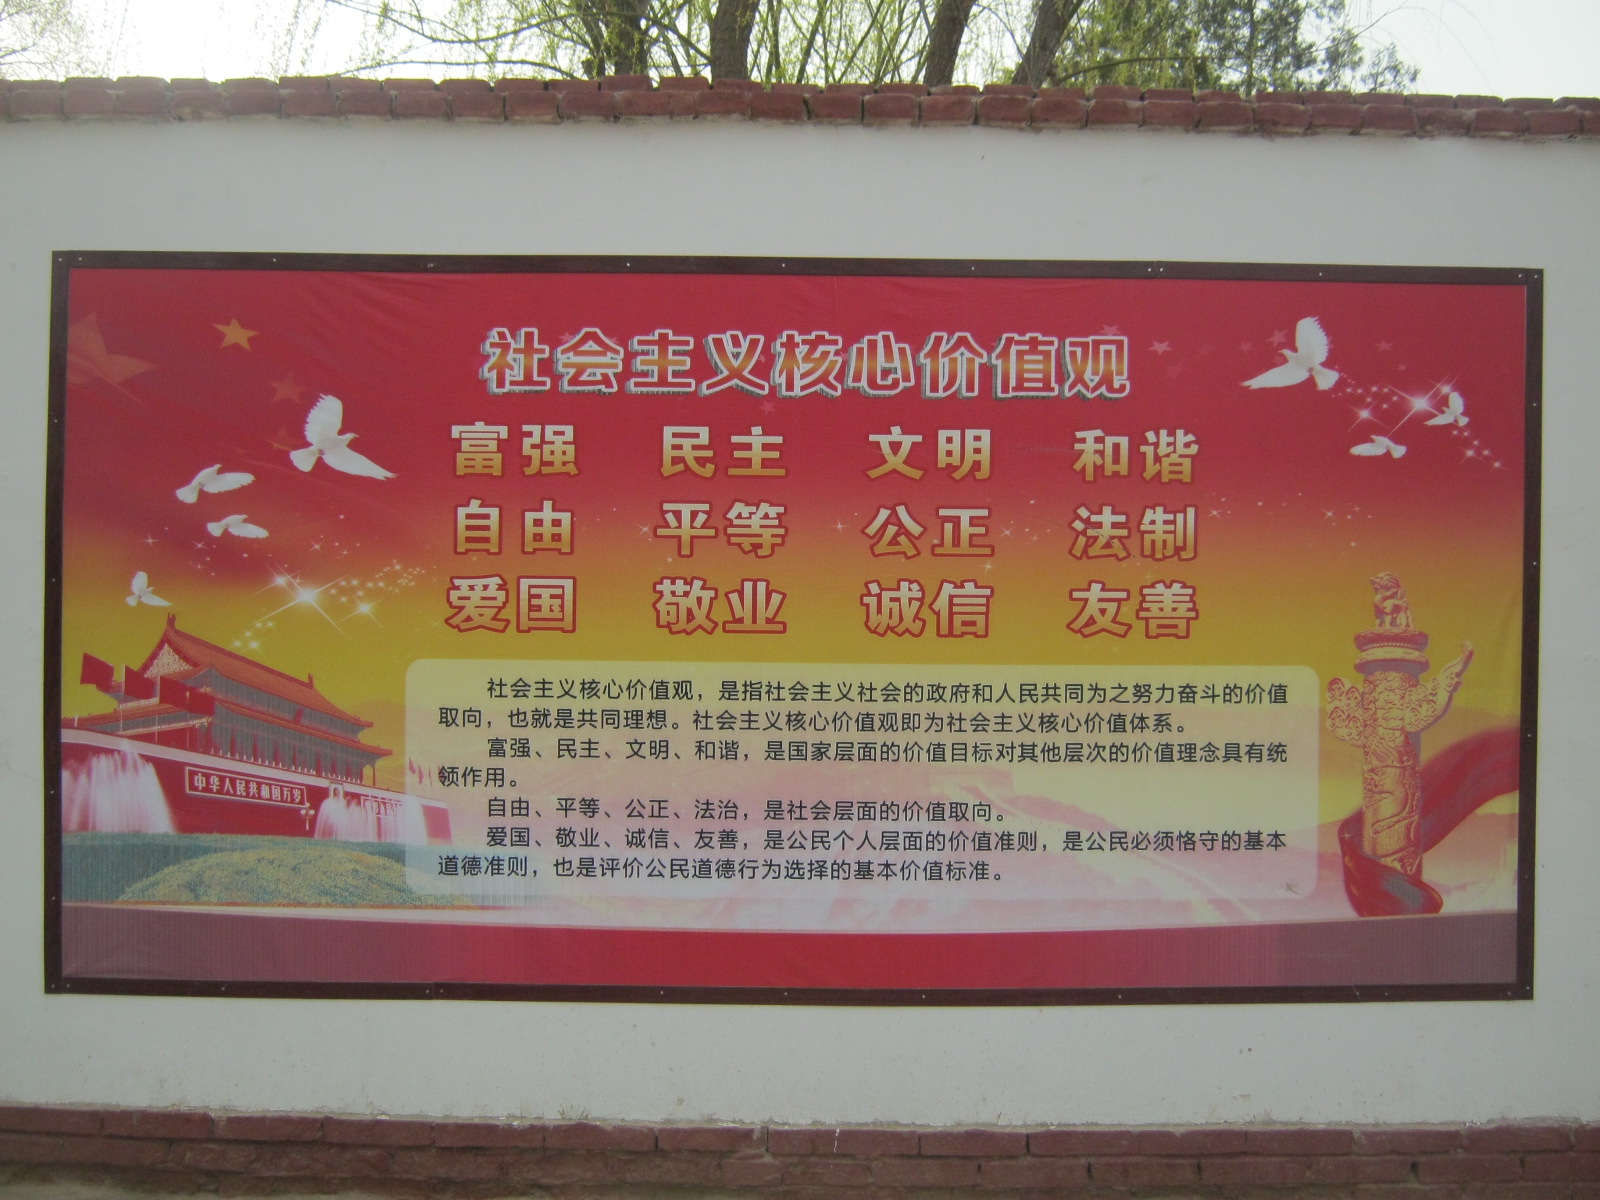 社会主义核心价值观
富强 民主 文明 和谐
自由 平等 公正 法制
爱国 敬业 诚信 友善
社会主义核心价值观，是指社会主义社会的政府和人民共同为之努力奋斗的价值
取向，也就是共同理想。社会主义核心价值观即为社会主义核心价值体系。
富强、民主、文明、和谐，是国家层面的价值目标对其他层次的价值理念具有统
领作用。
自由、平等、公正、法治，是社会层面的价值取向。
爱国、敬业、诚信、友善，是公民个人层面的价值准则，是公民必须恪守的基本
道德准则，也是评价公民道德行为选择的基本价值标准。
中华人民共和国万岁